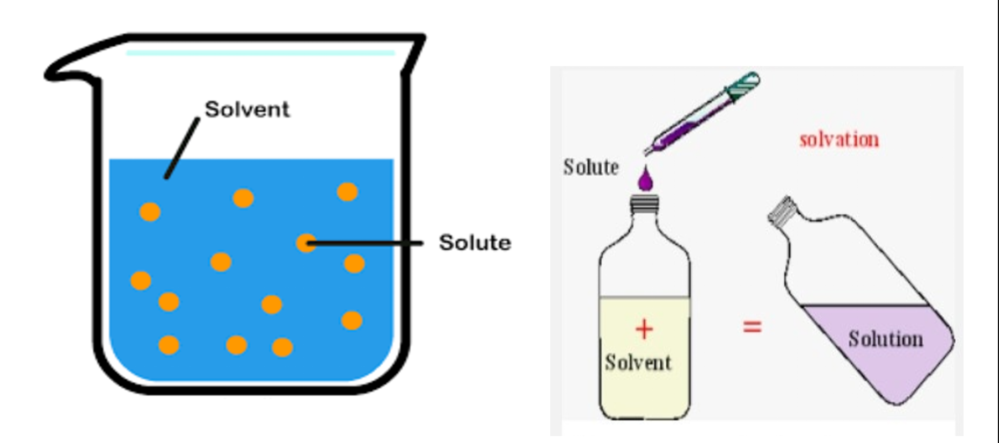 Solvent
Solute
solvation
Solute
+
Solvent
=
Solution